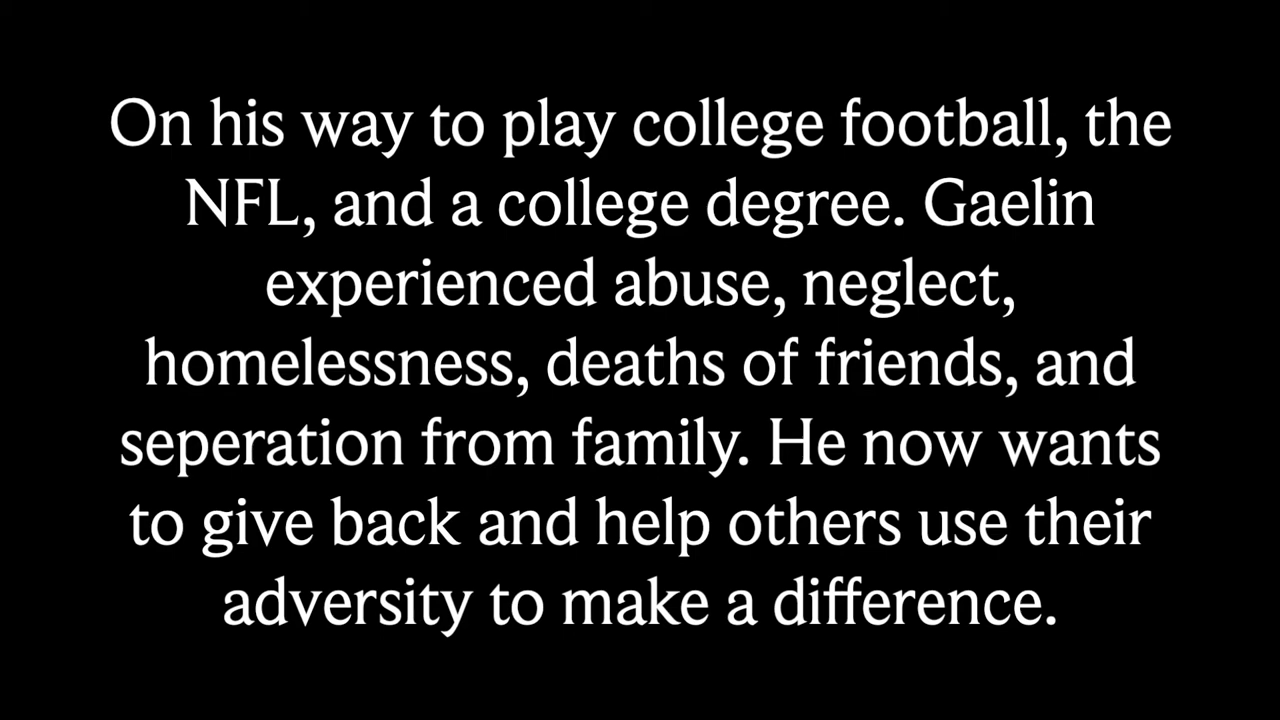 On his way to play college football, the
NFL, and a college degree. Gaelin
experienced abuse, neglect,
homelessness, deaths of friends, and
seperation from family. He now wants
to give back and help others use their
adversity to make a difference.